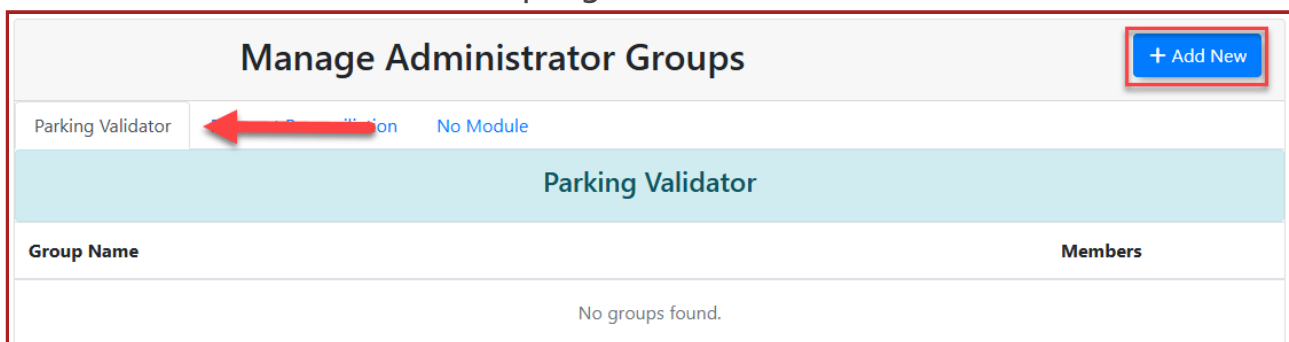 Manage Administrator Groups
+ Add New
Parking Validator
No Module
Parking Validator
Group Name Members
No groups found.